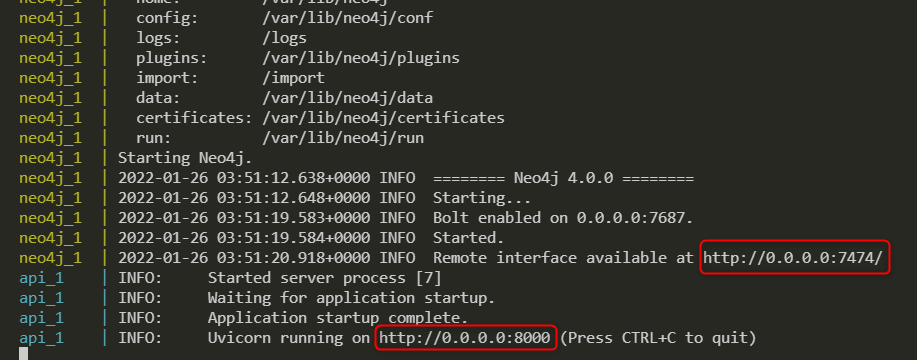 neo4j_1  |   home:         /var/lib/neo4j
neo4j_1  |   config:       /var/lib/neo4j/conf
neo4j_1  |   logs:         /logs
neo4j_1  |   plugins:      /var/lib/neo4j/plugins
neo4j_1  |   import:       /import
neo4j_1  |   data:         /var/lib/neo4j/data
neo4j_1  |   certificates: /var/lib/neo4j/certificates
neo4j_1  |   run:          /var/lib/neo4j/run
neo4j_1  | Starting Neo4j.
neo4j_1  | 2022-01-26 03:51:12.638+0000 INFO  ======== Neo4j 4.0.0 ========
neo4j_1  | 2022-01-26 03:51:12.648+0000 INFO  Starting...
neo4j_1  | 2022-01-26 03:51:19.583+0000 INFO  Bolt enabled on 0.0.0.0:7687.
neo4j_1  | 2022-01-26 03:51:19.584+0000 INFO  Started.
neo4j_1  | 2022-01-26 03:51:20.918+0000 INFO  Remote interface available at http://0.0.0.0:7474/
api_1    | INFO:     Started server process [7]
api_1    | INFO:     Waiting for application startup.
api_1    | INFO:     Application startup complete.
api_1    | INFO:     Uvicorn running on http://0.0.0.0:8000 (Press CTRL+C to quit)